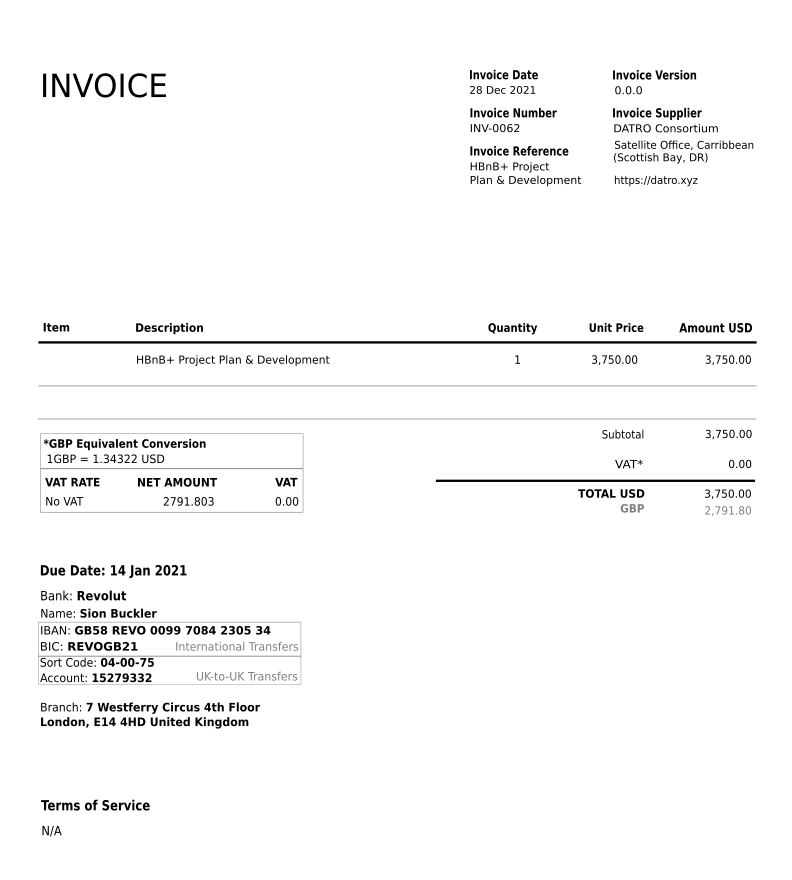 INVOICE
Invoice Date
28 Dec 2021
Invoice Number
INV-0062
Invoice Reference
HBnB+ Project
Plan & Development
Invoice Version
0.0.0
Invoice Supplier
DATRO Consortium
Satellite Office, Carribbean
(Scottish Bay, DR)
https://datro.xyz
Item Description Quantity Unit Price Amount USD
HBnB+ Project Plan & Development 1 3,750.00 3,750.00
*GBP Equivalent Conversion
1GBP = 1.34322 USD
VAT RATE NET AMOUNT VAT
No VAT 2791.803 0.00
Subtotal 3,750.00
VAT* 0.00
TOTAL USD 3,750.00
GBP 2,791.80
Due Date: 14 Jan 2021
Bank: Revolut
Name: Sion Buckler
IBAN: GB58 REVO 0099 7084 2305 34
BIC: REVOGB21 International Transfers
Sort Code: 04-00-75
Account: 15279332 UK-to-UK Transfers
Branch: 7 Westferry Circus 4th Floor
London, E14 4HD United Kingdom
Terms of Service
N/A